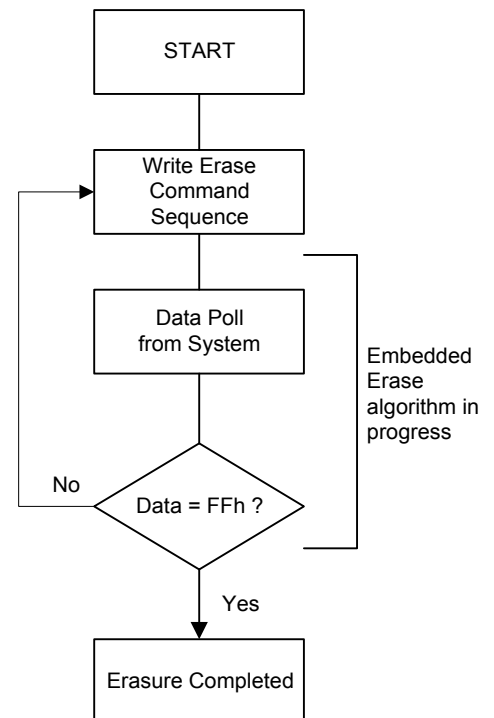 START
Write Erase
Command
Sequence
Data Poll
from System
Embedded
Erase
algorithm in
progress
No
Data = FFh ?
Yes
Erasure Completed